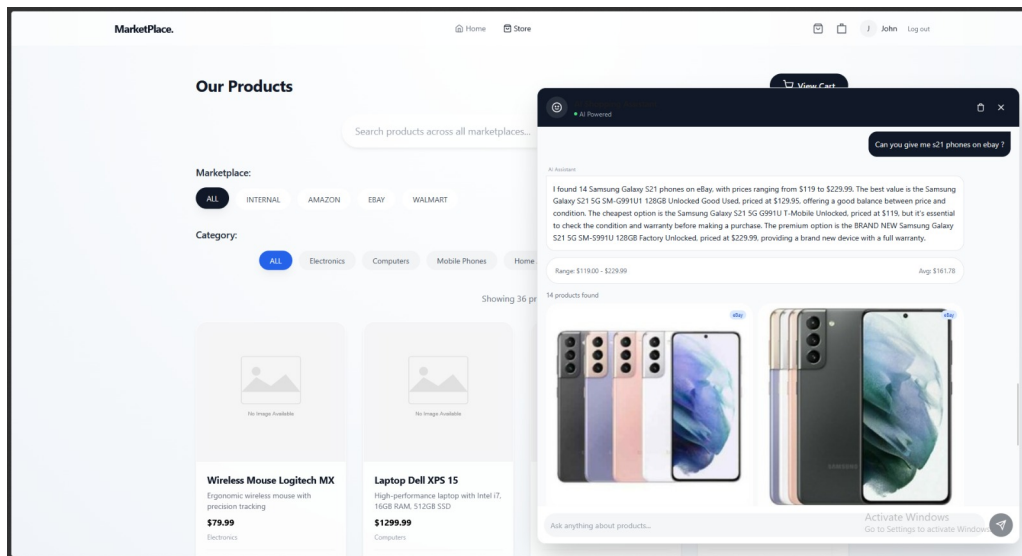 MarketPlace.
Home
Store
J
John
Log out
Our Products
View Cart
Search products across all marketplaces...
Marketplace:
ALL
INTERNAL
AMAZON
EBAY
WALMART
Category:
ALL
Electronics
Computers
Mobile Phones
Home
Showing 36 pr
No Image Available
No Image Available
Wireless Mouse Logitech MX
Ergonomic wireless mouse with
precision tracking
$79.99
Electronics
Laptop Dell XPS 15
High-performance laptop with Intel i7,
16GB RAM, 512GB SSD
$1299.99
Computers
AI Powered
Can you give me s21 phones on ebay ?
AI Assistant
I found 14 Samsung Galaxy S21 phones on eBay, with prices ranging from $119 to $229.99. The best value is the Samsung
Galaxy S21 5G SM-G991U1 128GB Unlocked Good Used, priced at $129.95, offering a good balance between price and
condition. The cheapest option is the Samsung Galaxy S21 5G G991U T-Mobile Unlocked, priced at $119, but it's essential
to check the condition and warranty before making a purchase. The premium option is the BRAND NEW Samsung Galaxy
S21 5G SM-S991U 128GB Factory Unlocked, priced at $229.99, providing a brand new device with a full warranty.
Range: $119.00 - $229.99
Avg: $161.78
14 products found
eBay
eBay
SAMSUNG
Ask anything about products...
Activate Windows
Go to Settings to activate Windows.